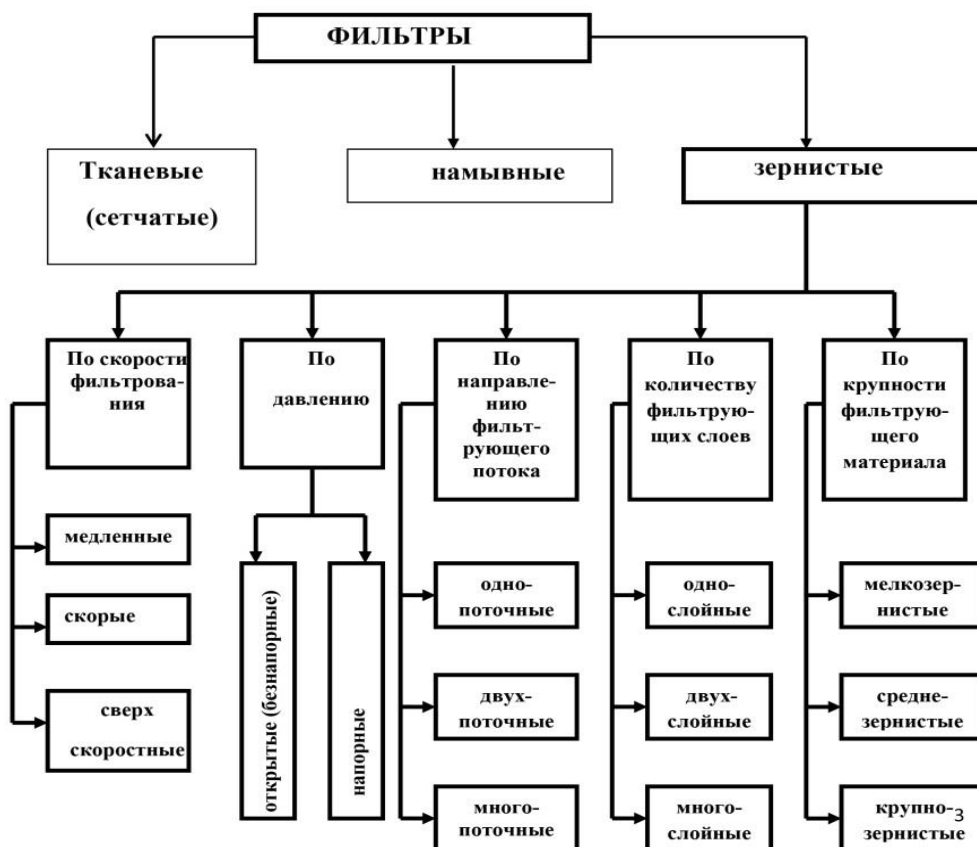 ФИЛЬТРЫ
Тканевые
(сетчатые)
намывные
зернистые
По скорости
фильтрова-
ния
медленные
скорые
сверх
скоростные
По
давлению
открытые (безнапорные)
напорные
По
направле-
нию
фильт-
рующего
потока
одно-
поточные
двух-
поточные
много-
поточные
По
количеству
фильтрую-
щих слоев
одно-
слойные
двух-
слойные
много-
слойные
По
крупности
фильтрую-
щего
материала
мелкозер-
нистые
средне-
зернистые
крупно-
зернистые
3